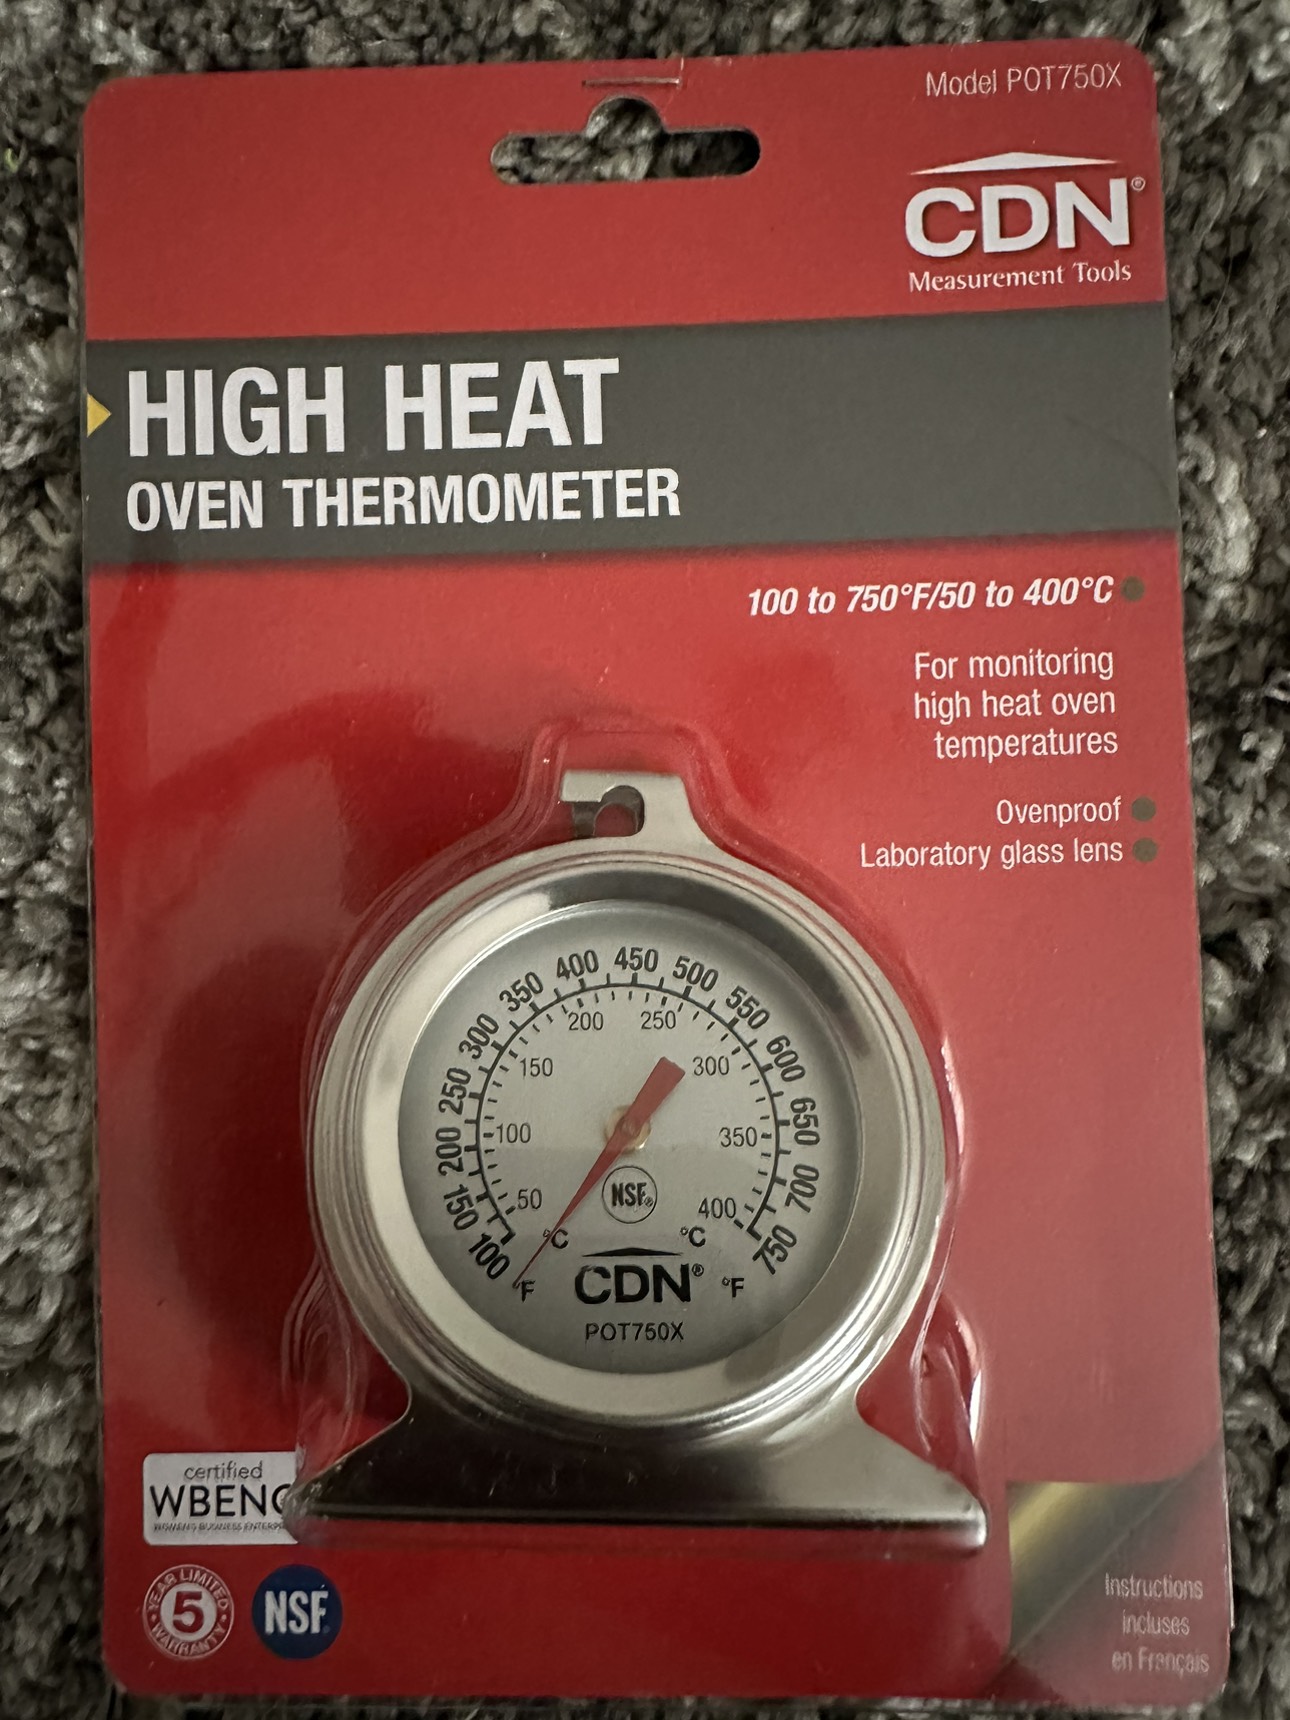 Model POT750X
CDN®
Measurement Tools
HIGH HEAT
OVEN THERMOMETER
100 to 750°F/50 to 400°C
For monitoring
high heat oven
temperatures
Ovenproof
Laboratory glass lens
100 150 200 250 300 350 400 450 500 550 600 650 700 750
50 100 150 200 250 300 350 400
NSF®
°C °C
°F CDN® °F
POT750X
certified
WBENC
WOMEN'S BUSINESS ENTERPR
5 YEAR LIMITED WARRANTY
NSF
Instructions
incluses
en Français